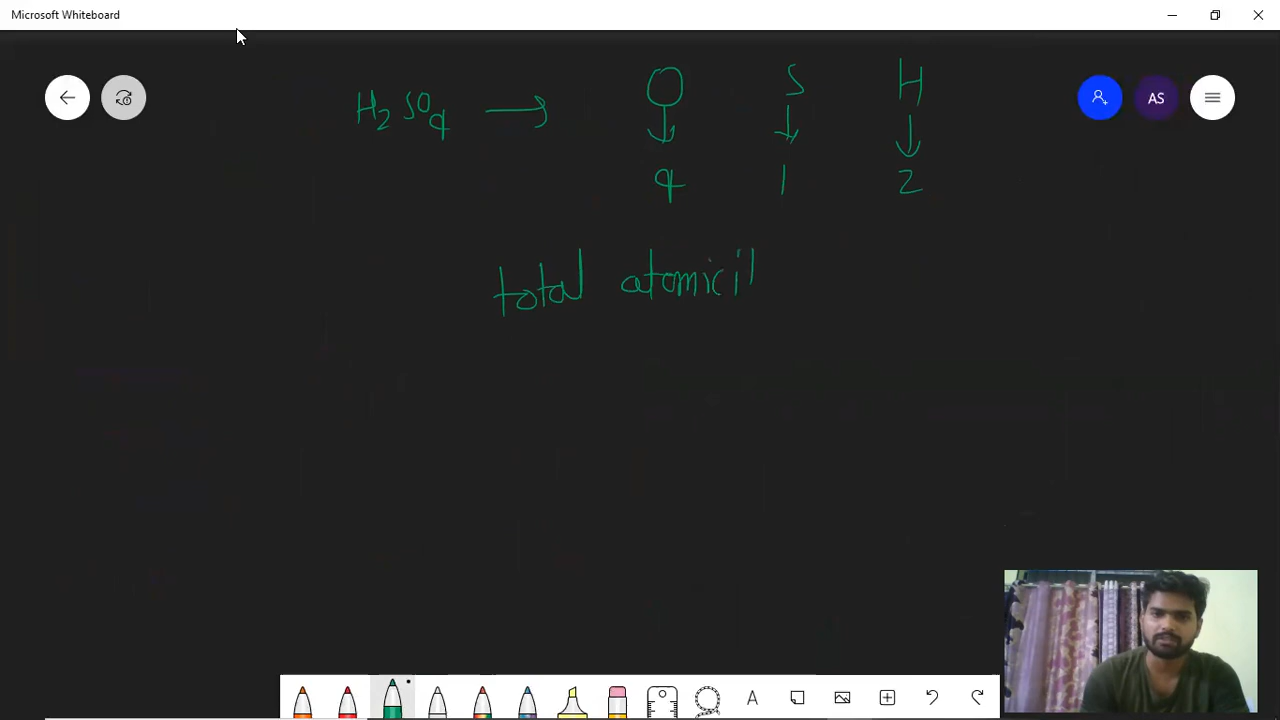 Microsoft Whiteboard
H2SO4 → O S H
↓ ↓ ↓
4 1 2
total atomicil
AS
A